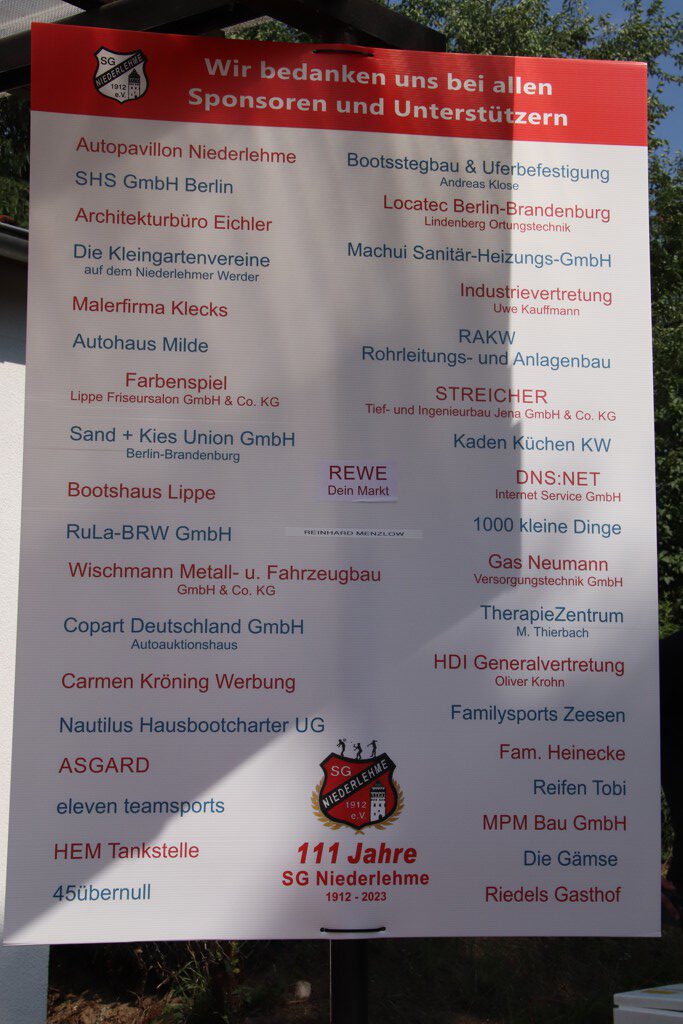 SG
NIEDERLEHME
1912
e.V.
Wir bedanken uns bei allen
Sponsoren und Unterstützern
Autopavillon Niederlehme
SHS GmbH Berlin
Architekturbüro Eichler
Die Kleingartenvereine
auf dem Niederlehmer Werder
Malerfirma Klecks
Autohaus Milde
Farbenspiel
Lippe Friseursalon GmbH & Co. KG
Sand + Kies Union GmbH
Berlin-Brandenburg
Bootshaus Lippe
RuLa-BRW GmbH
Wischmann Metall- u. Fahrzeugbau
GmbH & Co. KG
Copart Deutschland GmbH
Autoauktionshaus
Carmen Kröning Werbung
Nautilus Hausbootcharter UG
ASGARD
eleven teamsports
HEM Tankstelle
45übernull
REWE
Dein Markt
REINHARD MENZLOW
Bootsstegbau & Uferbefestigung
Andreas Klose
Locatec Berlin-Brandenburg
Lindenberg Ortungstechnik
Machui Sanitär-Heizungs-GmbH
Industrievertretung
Uwe Kauffmann
RAKW
Rohrleitungs- und Anlagenbau
STREICHER
Tief- und Ingenieurbau Jena GmbH & Co. KG
Kaden Küchen KW
DNS:NET
Internet Service GmbH
1000 kleine Dinge
Gas Neumann
Versorgungstechnik GmbH
TherapieZentrum
M. Thierbach
HDI Generalvertretung
Oliver Krohn
Familysports Zeesen
Fam. Heinecke
Reifen Tobi
MPM Bau GmbH
Die Gämse
Riedels Gasthof
SG
NIEDERLEHME
1912
e.V.
111 Jahre
SG Niederlehme
1912 - 2023